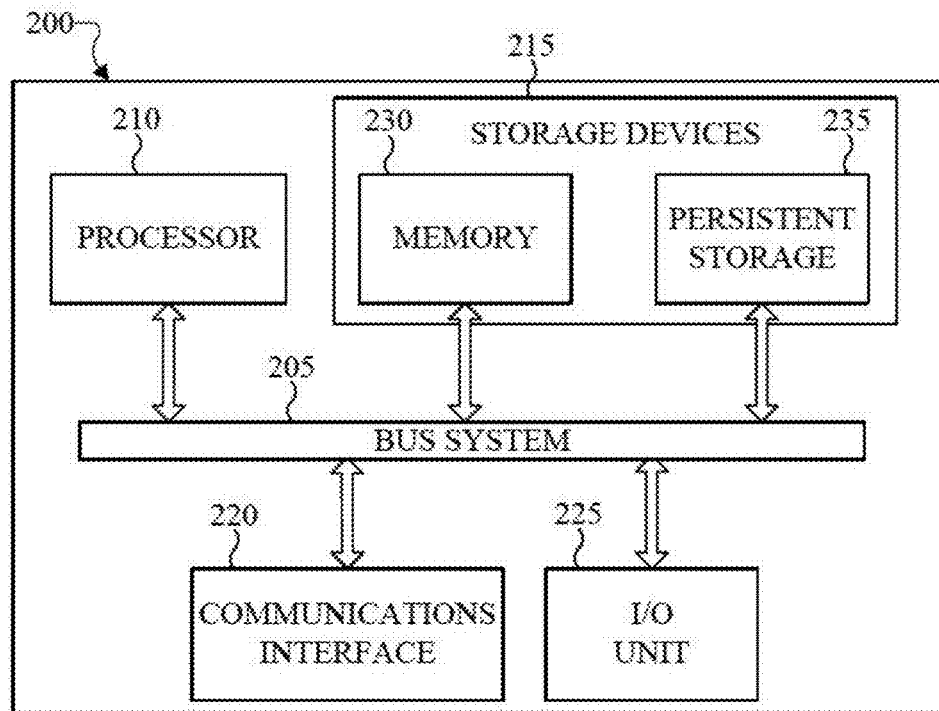 200
215
210
230
STORAGE DEVICES
235
PROCESSOR
MEMORY
PERSISTENT
STORAGE
205
BUS SYSTEM
220
225
COMMUNICATIONS
INTERFACE
I/O
UNIT